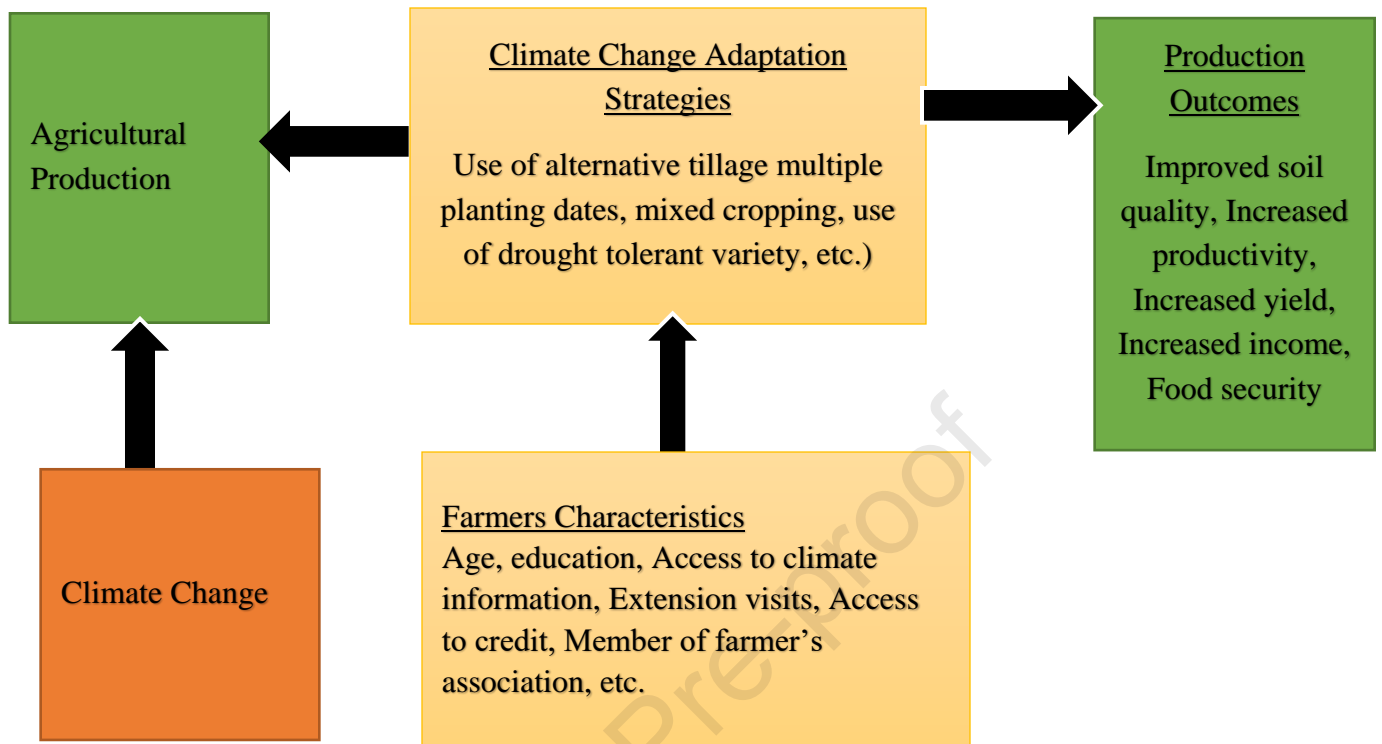 Agricultural
Production
Climate Change Adaptation
Strategies
Use of alternative tillage multiple
planting dates, mixed cropping, use
of drought tolerant variety, etc.)
Production
Outcomes
Improved soil
quality, Increased
productivity,
Increased yield,
Increased income,
Food security
Climate Change
Farmers Characteristics
Age, education, Access to climate
information, Extension visits, Access
to credit, Member of farmer’s
association, etc.
Pre-proof